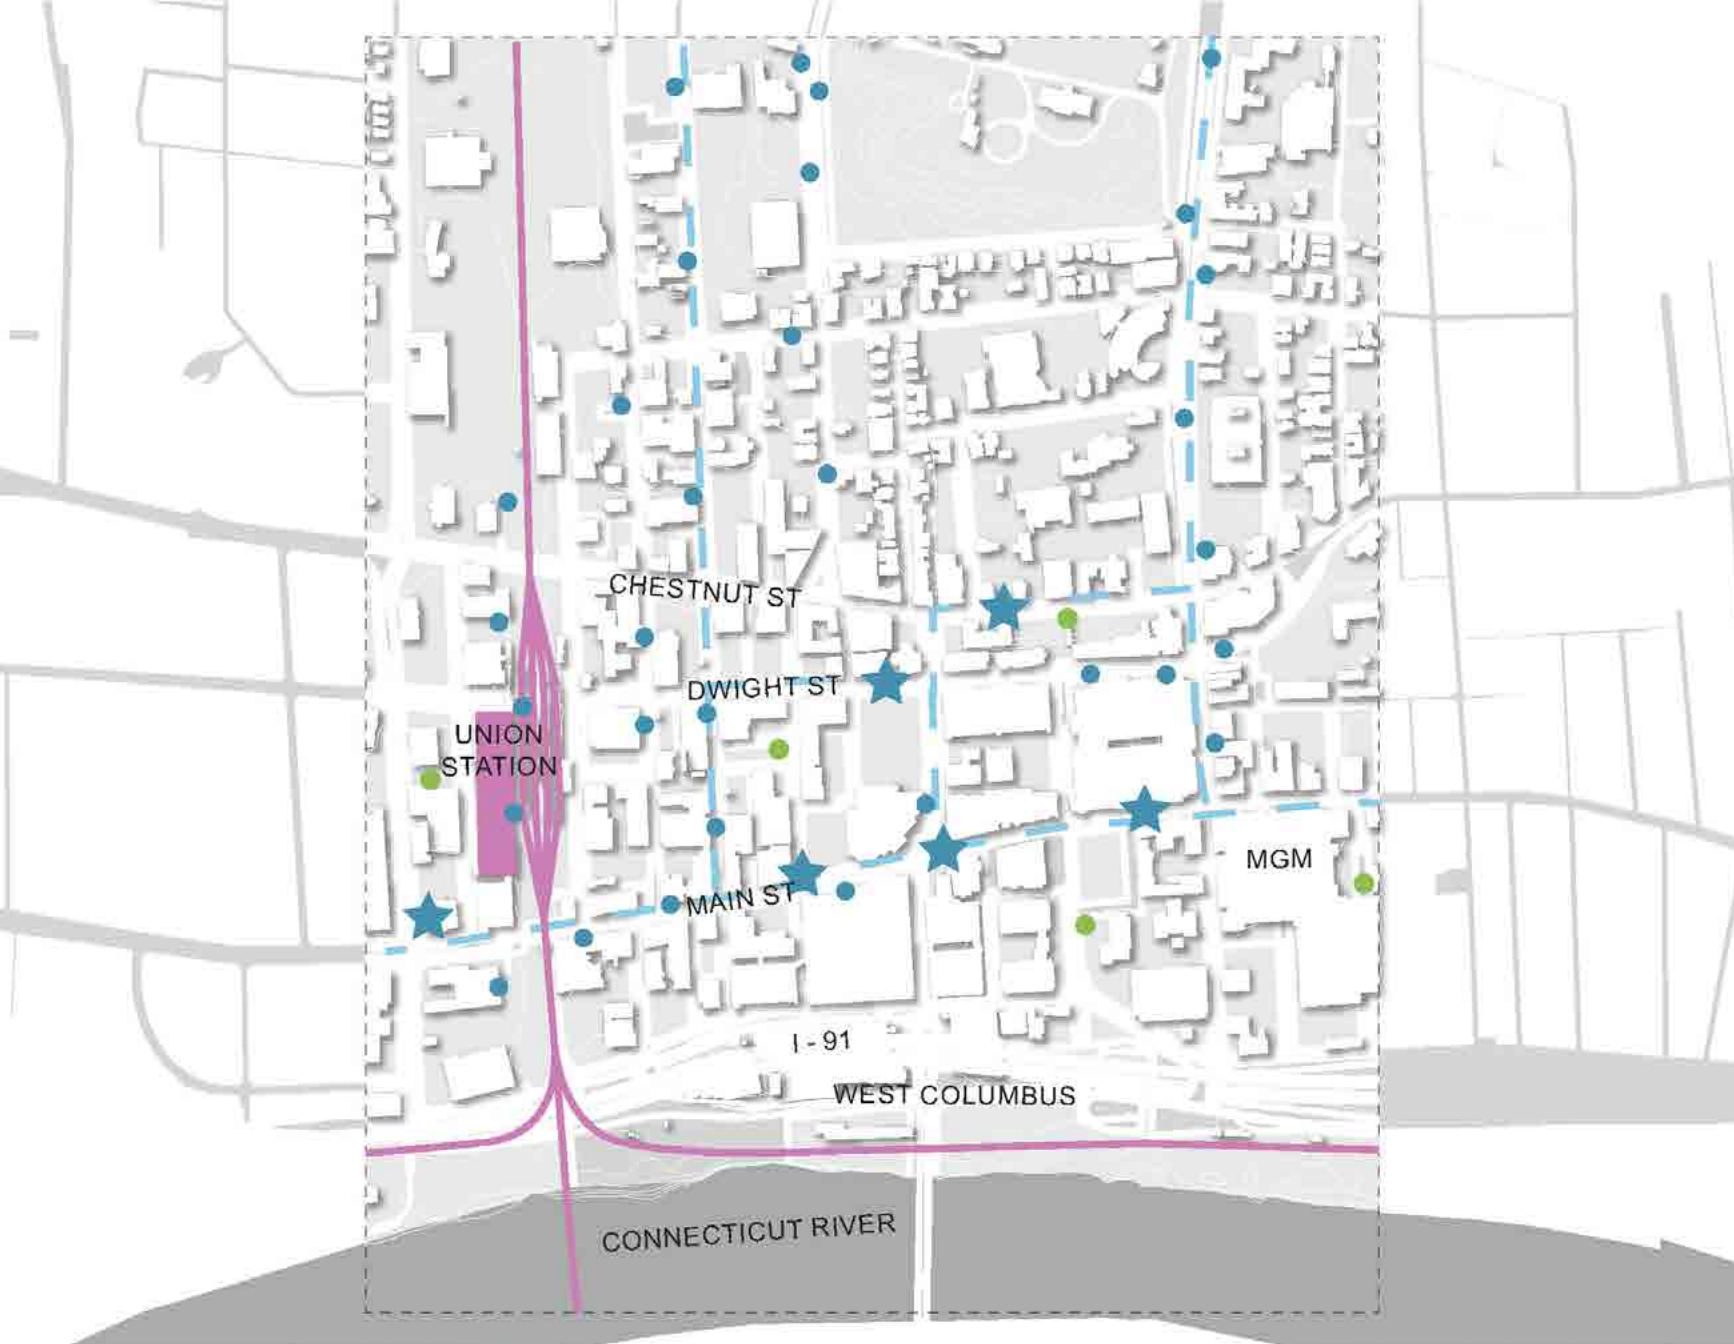 CHESTNUT ST
DWIGHT ST
UNION
STATION
MGM
MAIN ST
I - 91
WEST COLUMBUS
CONNECTICUT RIVER